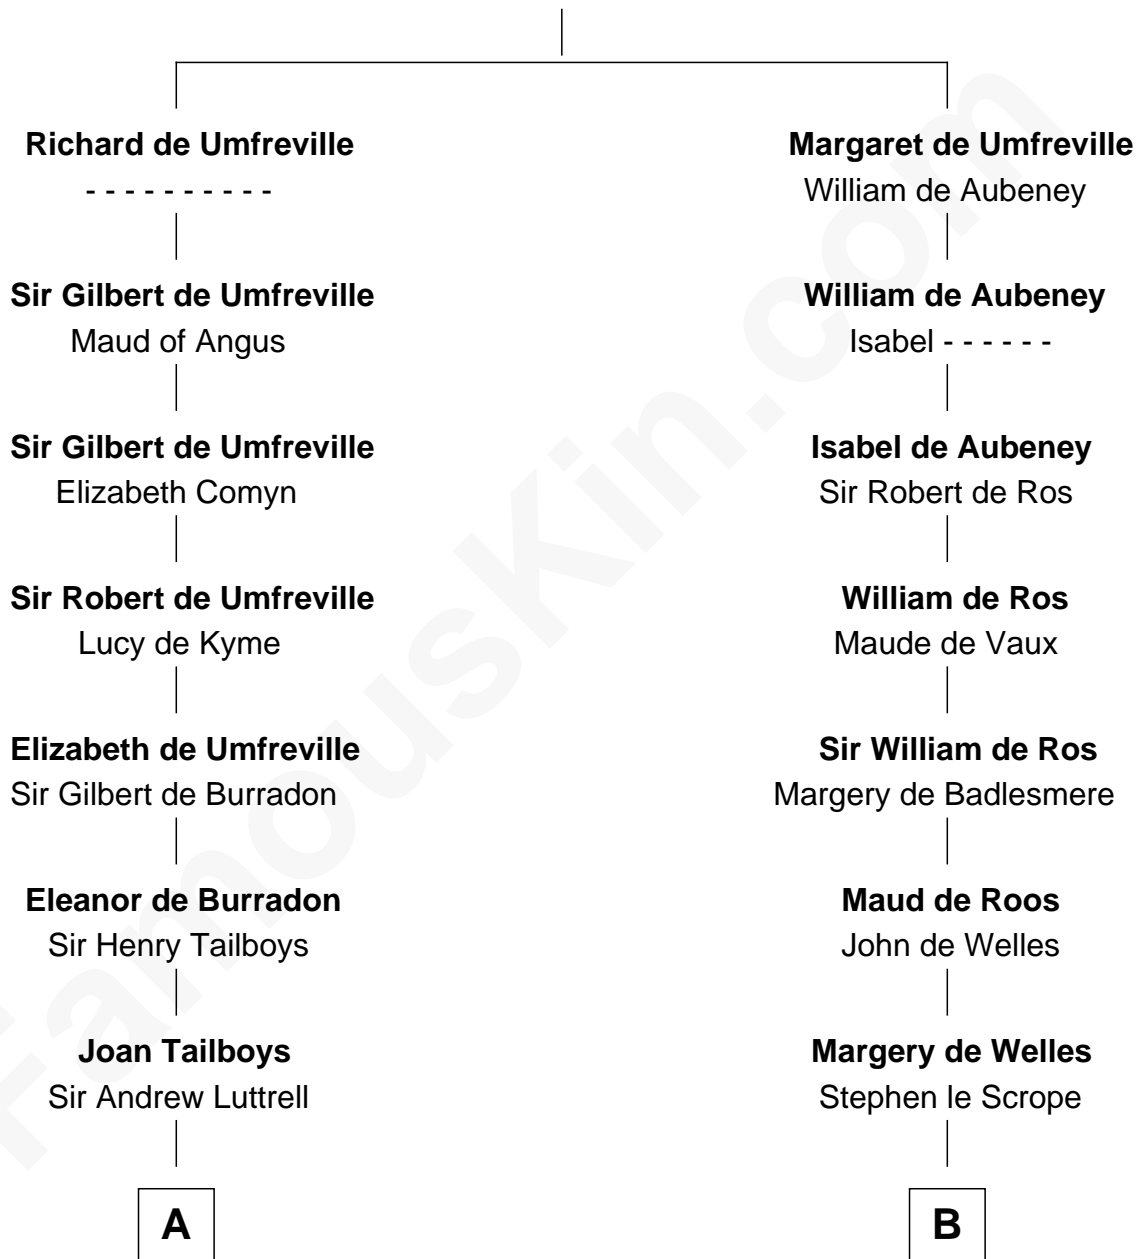 Richard de Umfreville
- - - - - - - - - -
Sir Gilbert de Umfreville
Maud of Angus
Sir Gilbert de Umfreville
Elizabeth Comyn
Sir Robert de Umfreville
Lucy de Kyme
Elizabeth de Umfreville
Sir Gilbert de Burradon
Eleanor de Burradon
Sir Henry Tailboys
Joan Tailboys
Sir Andrew Luttrell
A
Margaret de Umfreville
William de Aubeney
William de Aubeney
Isabel - - - - - -
Isabel de Aubeney
Sir Robert de Ros
William de Ros
Maude de Vaux
Sir William de Ros
Margery de Badlesmere
Maud de Roos
John de Welles
Margery de Welles
Stephen le Scrope
B
FamousKin.com